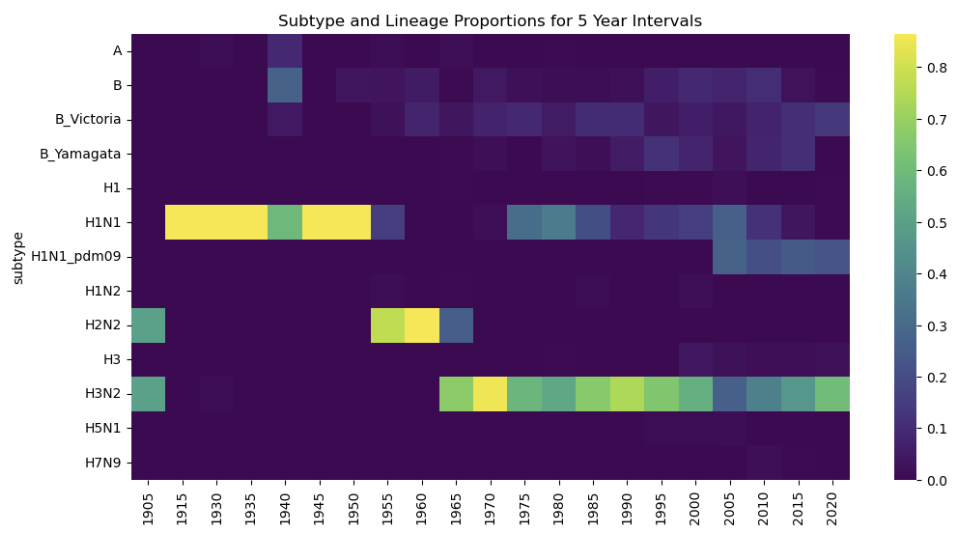 Subtype and Lineage Proportions for 5 Year Intervals
A
B
B_Victoria
B_Yamagata
H1
H1N1
H1N1_pdm09
H1N2
H2N2
H3
H3N2
H5N1
H7N9
subtype
1905 1915 1930 1935 1940 1945 1950 1955 1960 1965 1970 1975 1980 1985 1990 1995 2000 2005 2010 2015 2020
0.8
0.7
0.6
0.5
0.4
0.3
0.2
0.1
0.0